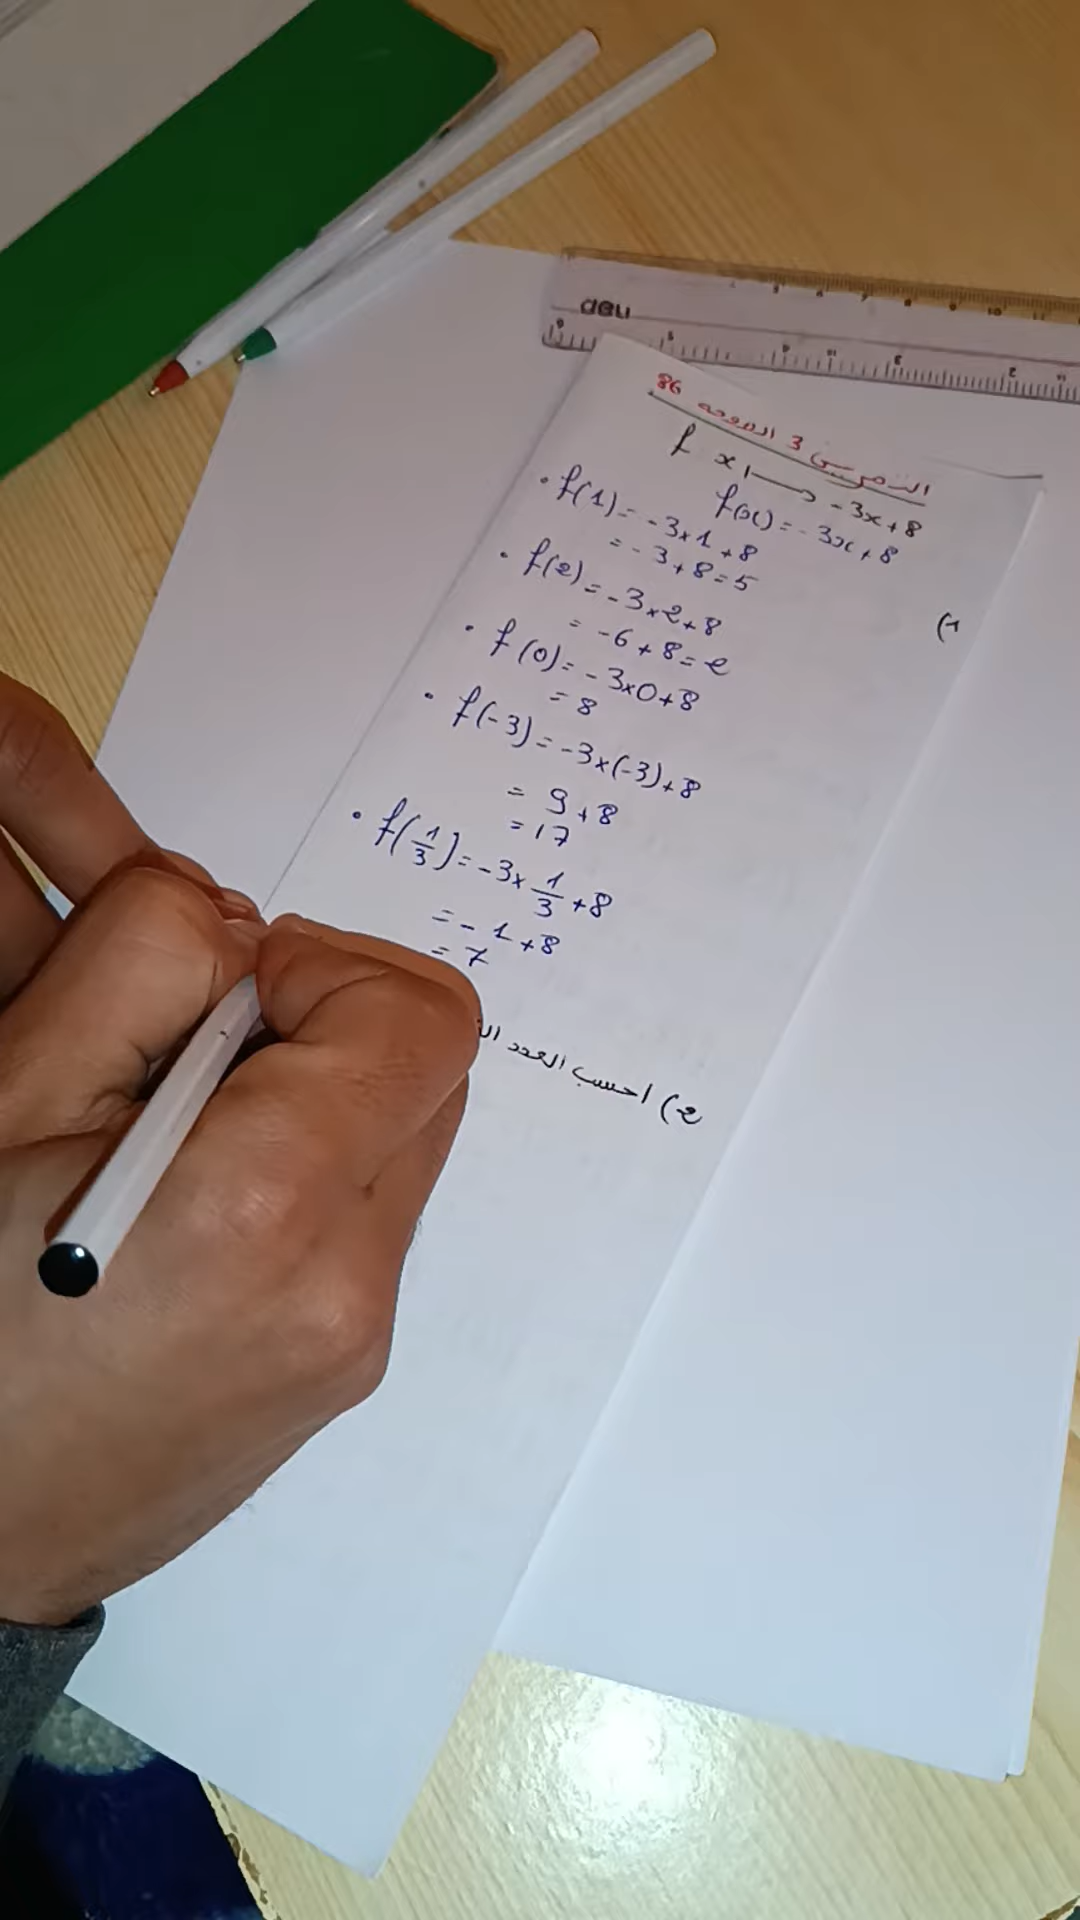 deli
التمرين 3 الصفحة 86
f x ⟼ -3x+8
f(x) = -3x+8
(1
• f(1) = -3×1+8
= -3+8=5
• f(2) = -3×2+8
= -6+8=2
• f(0) = -3×0+8
= 8
• f(-3) = -3×(-3)+8
= 9+8
= 17
• f(1/3) = -3×1/3+8
= -1+8
= 7
2) احسب العدد